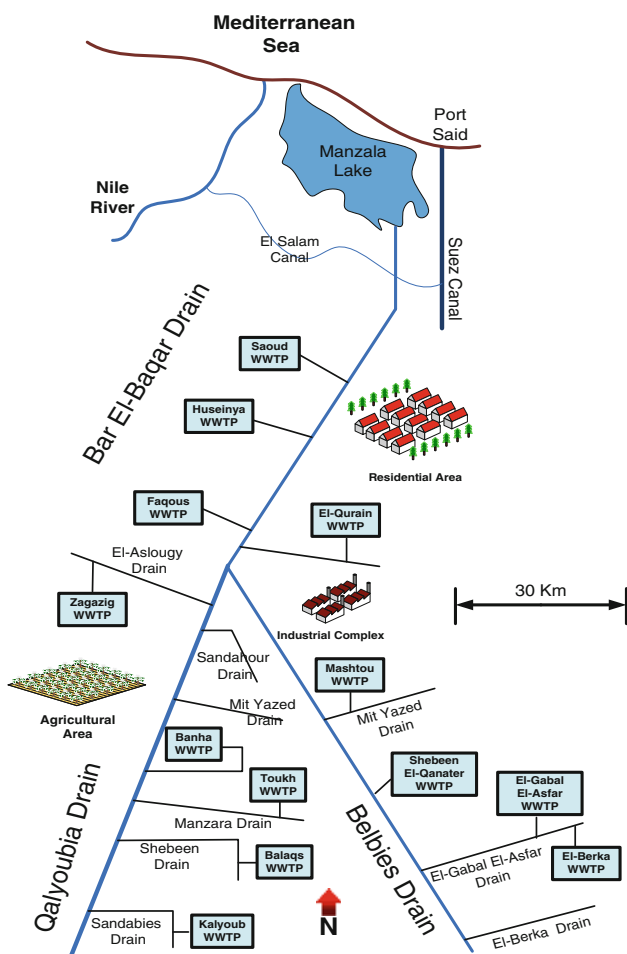 Mediterranean
Sea
Port
Said
Manzala
Lake
Nile
River
El Salam
Canal
Suez Canal
Bar El-Baqar Drain
Saoud
WWTP
Huseinya
WWTP
Residential Area
Faqous
WWTP
El-Qurain
WWTP
El-Aslougy
Drain
Zagazig
WWTP
30 Km
Industrial Complex
Sandahour
Drain
Mashtou
WWTP
Agricultural
Area
Mit Yazed
Drain
Mit Yazed
Drain
Banha
WWTP
Shebeen
El-Qanater
WWTP
Toukh
WWTP
El-Gabal
El-Asfar
WWTP
Qalyoubia Drain
Manzara Drain
Belbies Drain
Shebeen
Drain
Balaqs
WWTP
El-Gabal El-Asfar
Drain
El-Berka
WWTP
Sandabies
Drain
Kalyoub
WWTP
N
El-Berka Drain